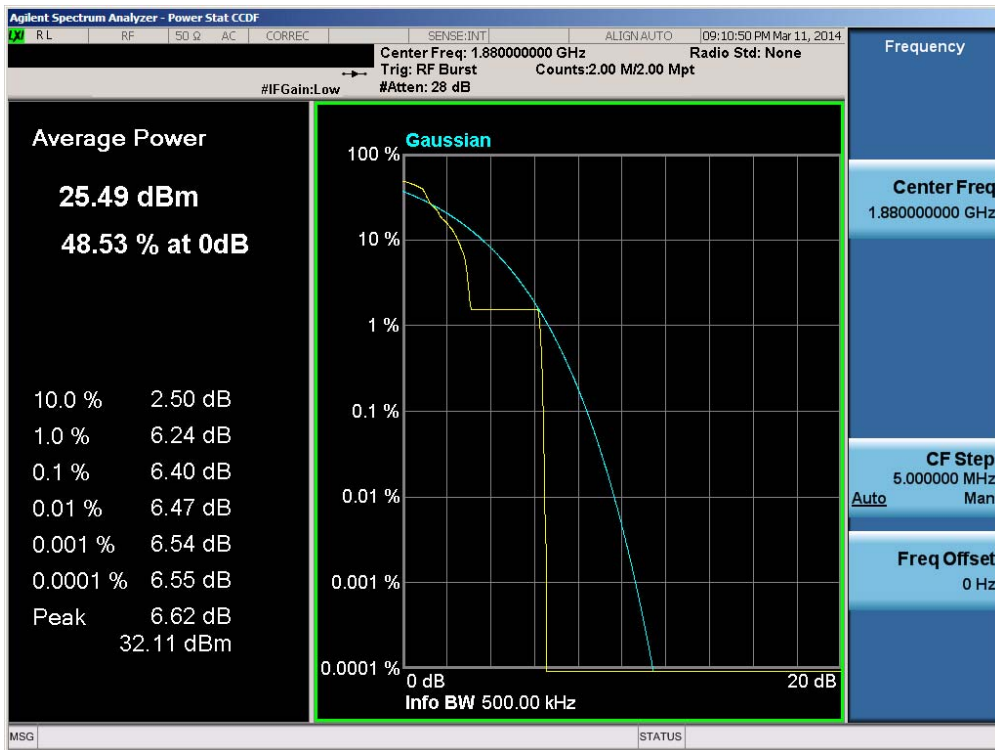 Agilent Spectrum Analyzer - Power Stat CCDF
LXI RL RF 50 Ω AC CORREC SENSE:INT ALIGN AUTO 09:10:50 PM Mar 11, 2014
Center Freq: 1.880000000 GHz Radio Std: None
Trig: RF Burst Counts:2.00 M/2.00 Mpt
#IFGain:Low #Atten: 28 dB
Frequency
Average Power
25.49 dBm
48.53 % at 0dB
10.0 % 2.50 dB
1.0 % 6.24 dB
0.1 % 6.40 dB
0.01 % 6.47 dB
0.001 % 6.54 dB
0.0001 % 6.55 dB
Peak 6.62 dB
32.11 dBm
Gaussian
100 %
10 %
1 %
0.1 %
0.01 %
0.001 %
0.0001 %
0 dB 20 dB
Info BW 500.00 kHz
Center Freq
1.880000000 GHz
CF Step
5.000000 MHz
Auto Man
Freq Offset
0 Hz
MSG STATUS